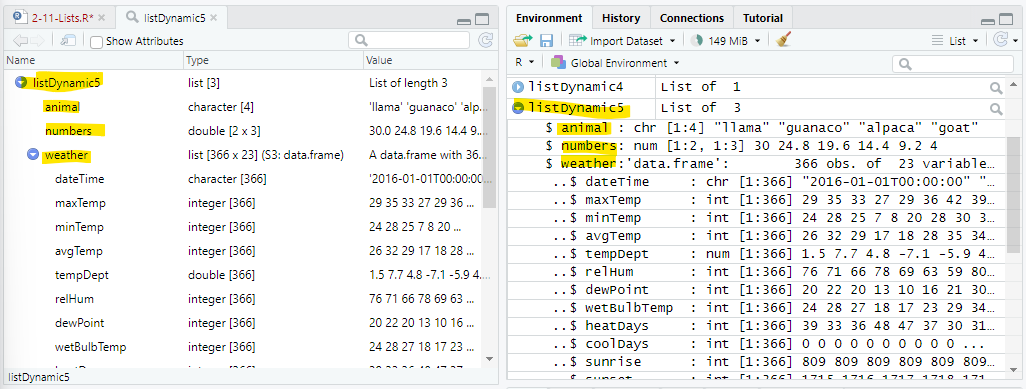 2-11-Lists.R* × listDynamic5 ×
Show Attributes
Name Type Value
listDynamic5 list [3] List of length 3
animal character [4] 'llama' 'guanaco' 'alp...
numbers double [2 x 3] 30.0 24.8 19.6 14.4 9....
weather list [366 x 23] (S3: data.frame) A data.frame with 36...
dateTime character [366] '2016-01-01T00:00:00...
maxTemp integer [366] 29 35 33 27 29 36 ...
minTemp integer [366] 24 28 25 7 8 20 ...
avgTemp integer [366] 26 32 29 17 18 28 ...
tempDept double [366] 1.5 7.7 4.8 -7.1 -5.9 4...
relHum integer [366] 76 71 66 78 69 63 ...
dewPoint integer [366] 20 22 20 13 10 16 ...
wetBulbTemp integer [366] 24 28 27 18 17 23 ...
listDynamic5
Environment History Connections Tutorial
Import Dataset 149 MiB List
R Global Environment
listDynamic4 List of 1
listDynamic5 List of 3
$ animal : chr [1:4] "llama" "guanaco" "alpaca" "goat"
$ numbers: num [1:2, 1:3] 30 24.8 19.6 14.4 9.2 4
$ weather:'data.frame': 366 obs. of 23 variable...
..$ dateTime : chr [1:366] "2016-01-01T00:00:00" "...
..$ maxTemp : int [1:366] 29 35 33 27 29 36 42 39...
..$ minTemp : int [1:366] 24 28 25 7 8 20 28 30 3...
..$ avgTemp : int [1:366] 26 32 29 17 18 28 35 34...
..$ tempDept : num [1:366] 1.5 7.7 4.8 -7.1 -5.9 4...
..$ relHum : int [1:366] 76 71 66 78 69 63 59 80...
..$ dewPoint : int [1:366] 20 22 20 13 10 16 21 30...
..$ wetBulbTemp : int [1:366] 24 28 27 18 17 23 29 34...
..$ heatDays : int [1:366] 39 33 36 48 47 37 30 31...
..$ coolDays : int [1:366] 0 0 0 0 0 0 0 0 0 0 ...
..$ sunrise : int [1:366] 809 809 809 809 809 809...
..$ sunset : int [1:366] 1715 1716 1717 1718 171...